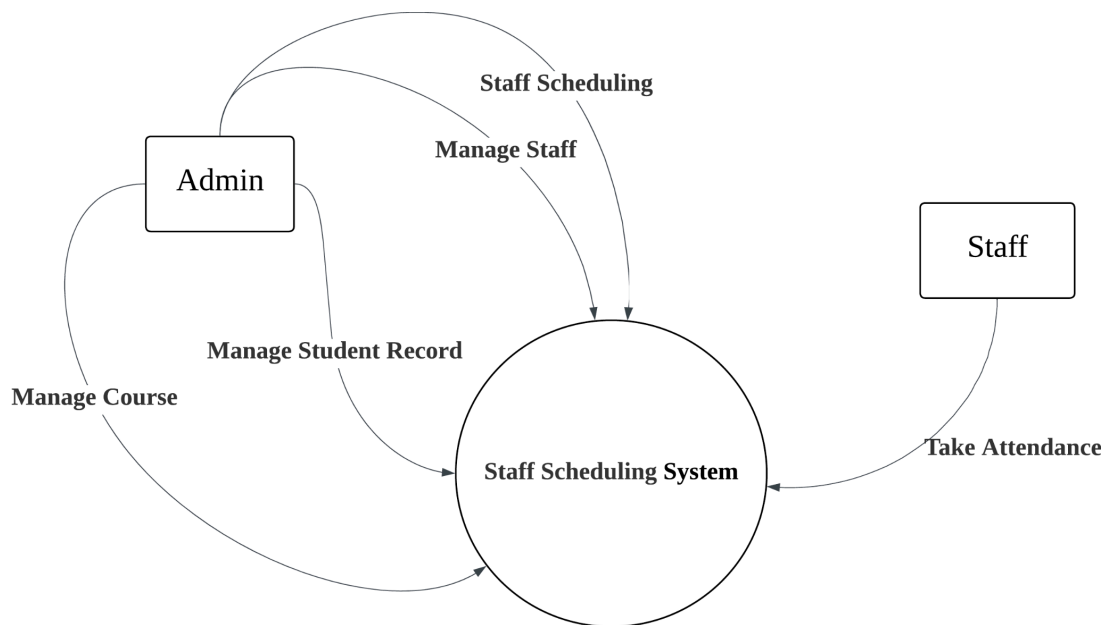 Staff Scheduling
Manage Staff
Admin
Staff
Manage Student Record
Manage Course
Take Attendance
Staff Scheduling System